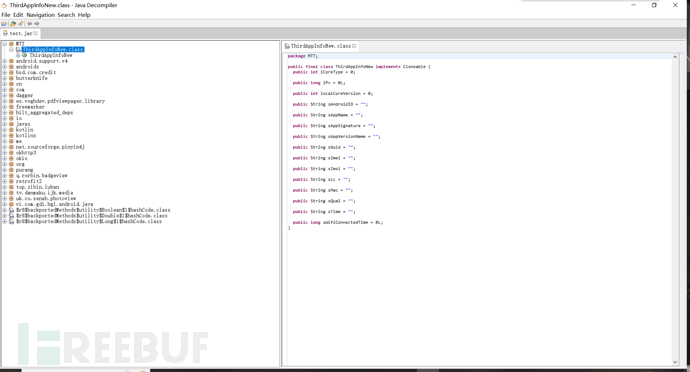 ThirdAppInfoNew.class - Java Decompiler
File Edit Navigation Search Help
test.jar
MTT
ThirdAppInfoNew.class
ThirdAppInfoNew
android.support.v4
androidx
bsd.com.credit
butterknife
cn
com
dagger
es.voghdev.pdfviewpager.library
freemarker
hilt_aggregated_deps
io
javax
kotlin
kotlinx
me
net.sourceforge.pinyin4j
okhttp3
okio
org
purang
q.rorbin.badgeview
retrofit2
top.zibin.luban
tv.danmaku.ijk.media
uk.co.senab.photoview
vi.com.gdi.bgl.android.java
$r8$backportedMethods$utility$Boolean$1$hashCode.class
$r8$backportedMethods$utility$Double$1$hashCode.class
$r8$backportedMethods$utility$Long$1$hashCode.class
ThirdAppInfoNew.class
package MTT;
public final class ThirdAppInfoNew implements Cloneable {
public int iCoreType = 0;
public long iPv = 0L;
public int localCoreVersion = 0;
public String sAndroidID = "";
public String sAppName = "";
public String sAppSignature = "";
public String sAppVersionName = "";
public String sGuid = "";
public String sImei = "";
public String sImsi = "";
public String sLc = "";
public String sMac = "";
public String sQua2 = "";
public String sTime = "";
public long sWifiConnectedTime = 0L;
}
REEBUF